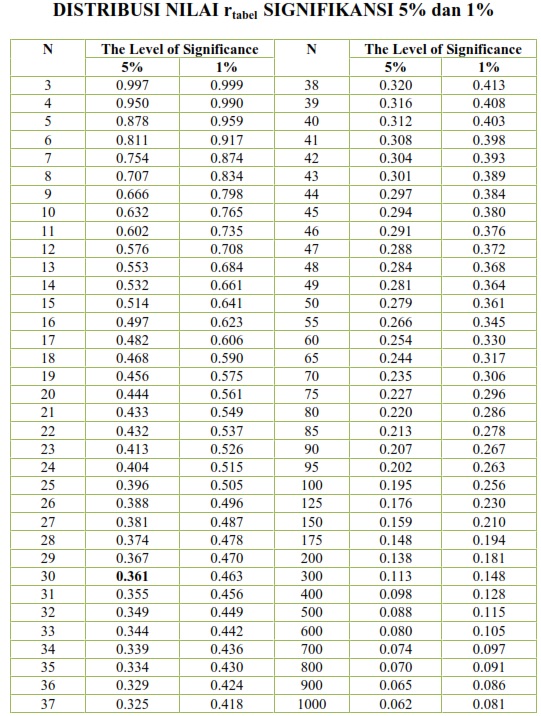 DISTRIBUSI NILAI rtabel SIGNIFIKANSI 5% dan 1%
N The Level of Significance N The Level of Significance
5% 1% 5% 1%
3 0.997 0.999 38 0.320 0.413
4 0.950 0.990 39 0.316 0.408
5 0.878 0.959 40 0.312 0.403
6 0.811 0.917 41 0.308 0.398
7 0.754 0.874 42 0.304 0.393
8 0.707 0.834 43 0.301 0.389
9 0.666 0.798 44 0.297 0.384
10 0.632 0.765 45 0.294 0.380
11 0.602 0.735 46 0.291 0.376
12 0.576 0.708 47 0.288 0.372
13 0.553 0.684 48 0.284 0.368
14 0.532 0.661 49 0.281 0.364
15 0.514 0.641 50 0.279 0.361
16 0.497 0.623 55 0.266 0.345
17 0.482 0.606 60 0.254 0.330
18 0.468 0.590 65 0.244 0.317
19 0.456 0.575 70 0.235 0.306
20 0.444 0.561 75 0.227 0.296
21 0.433 0.549 80 0.220 0.286
22 0.432 0.537 85 0.213 0.278
23 0.413 0.526 90 0.207 0.267
24 0.404 0.515 95 0.202 0.263
25 0.396 0.505 100 0.195 0.256
26 0.388 0.496 125 0.176 0.230
27 0.381 0.487 150 0.159 0.210
28 0.374 0.478 175 0.148 0.194
29 0.367 0.470 200 0.138 0.181
30 0.361 0.463 300 0.113 0.148
31 0.355 0.456 400 0.098 0.128
32 0.349 0.449 500 0.088 0.115
33 0.344 0.442 600 0.080 0.105
34 0.339 0.436 700 0.074 0.097
35 0.334 0.430 800 0.070 0.091
36 0.329 0.424 900 0.065 0.086
37 0.325 0.418 1000 0.062 0.081